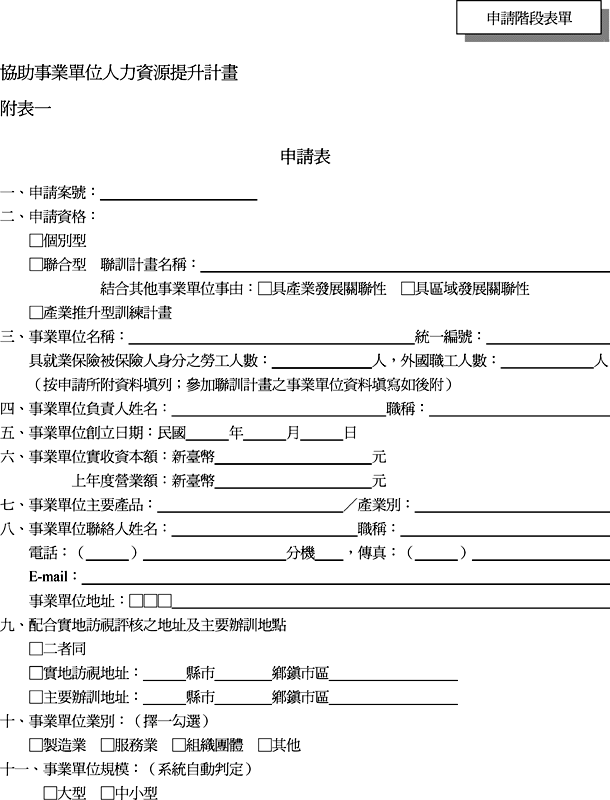 申請階段表單
協助事業單位人力資源提升計畫
附表一
申請表
一、申請案號：
二、申請資格：
□個別型
□聯合型　聯訓計畫名稱：
結合其他事業單位事由：□具產業發展關聯性　□具區域發展關聯性
□產業推升型訓練計畫
三、事業單位名稱：　統一編號：
具就業保險被保險人身分之勞工人數：　人，外國職工人數：　人
（按申請所附資料填列；參加聯訓計畫之事業單位資料填寫如後附）
四、事業單位負責人姓名：　職稱：
五、事業單位創立日期：民國　年　月　日
六、事業單位實收資本額：新臺幣　元
上年度營業額：新臺幣　元
七、事業單位主要產品：　／產業別：
八、事業單位聯絡人姓名：　職稱：
電話：（　）　分機　，傳真：（　）
E-mail：
事業單位地址：□□□
九、配合實地訪視評核之地址及主要辦訓地點
□二者同
□實地訪視地址：　縣市　鄉鎮市區
□主要辦訓地址：　縣市　鄉鎮市區
十、事業單位業別：（擇一勾選）
□製造業　□服務業　□組織團體　□其他
十一、事業單位規模：（系統自動判定）
□大型　□中小型